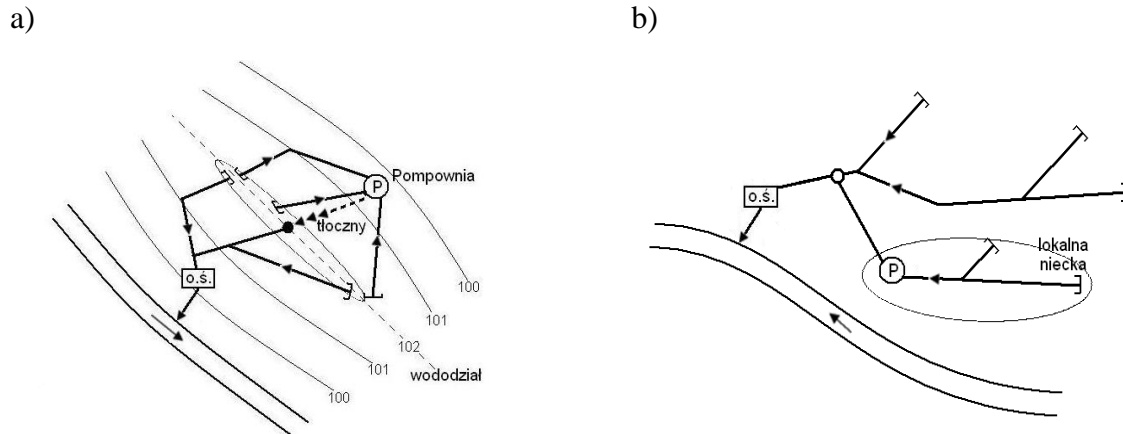 a)
b)
P
Pompownia
tłoczny
o.ś.
100
101
102
wododział
101
100
o.ś.
P
lokalna
niecka